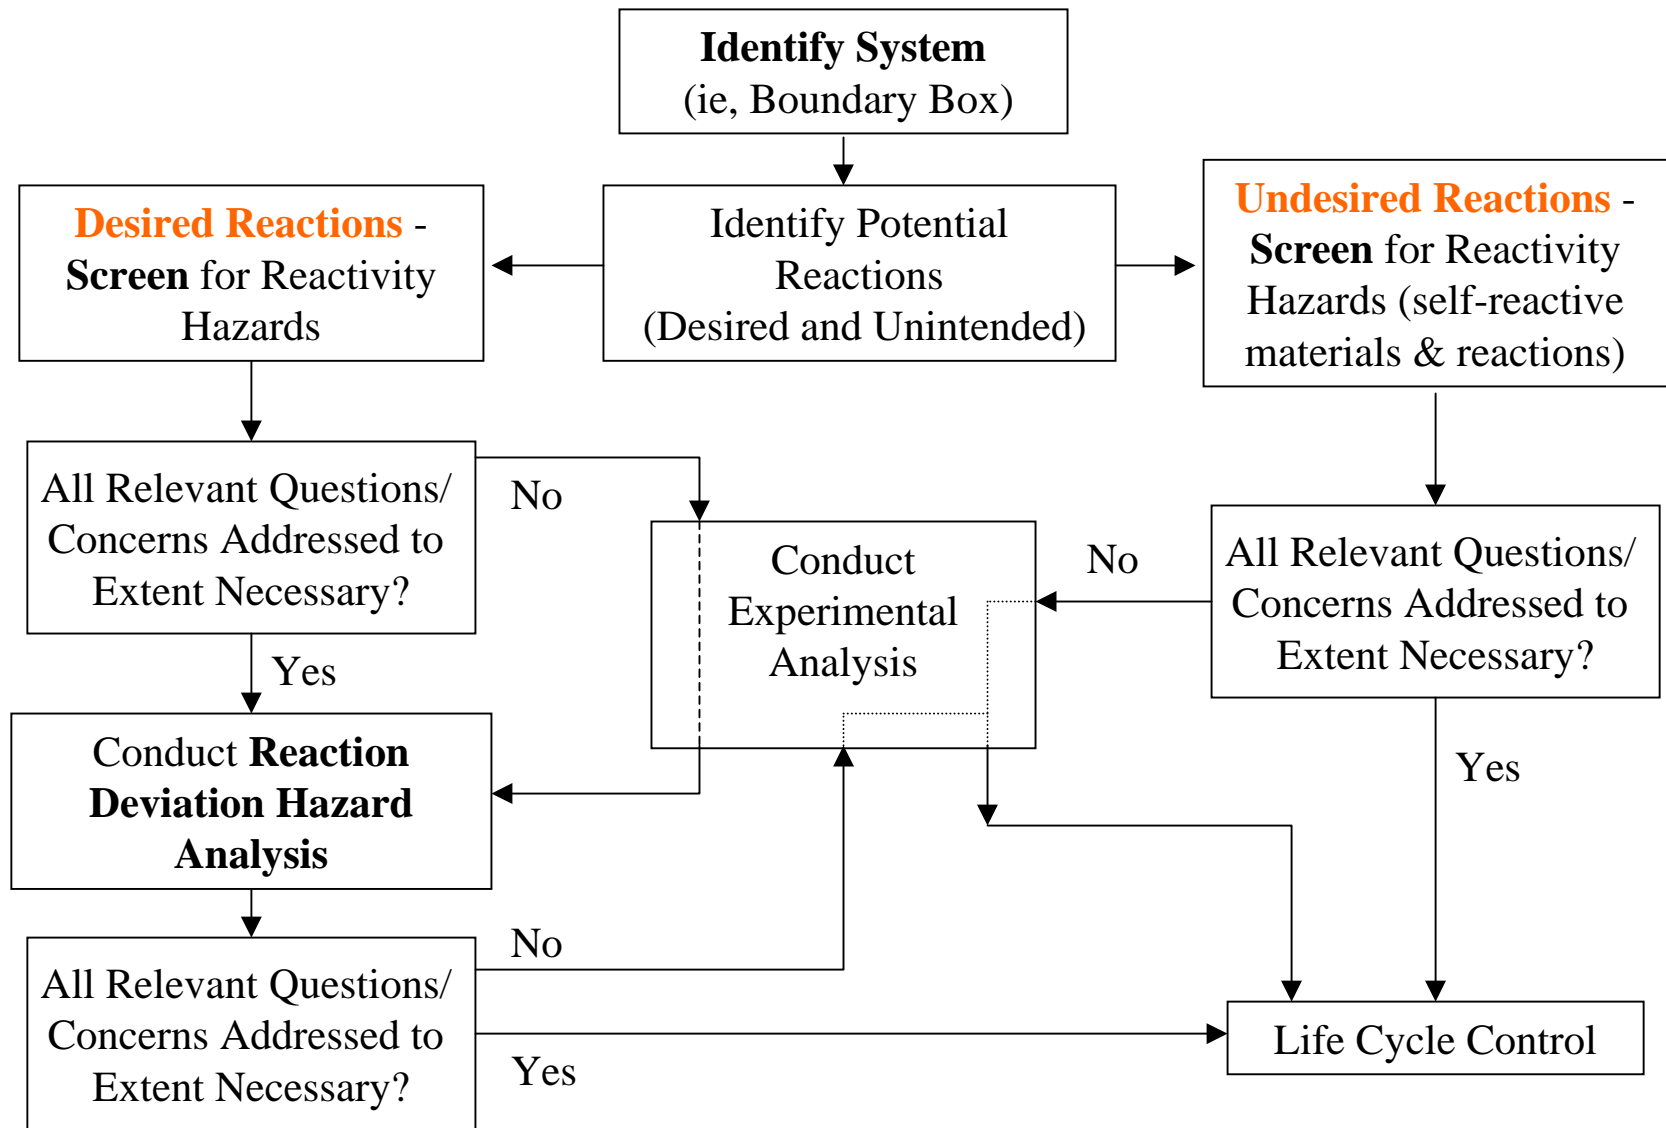 Identify System
(ie, Boundary Box)
Desired Reactions -
Screen for Reactivity
Hazards
Identify Potential
Reactions
(Desired and Unintended)
Undesired Reactions -
Screen for Reactivity
Hazards (self-reactive
materials & reactions)
All Relevant Questions/
Concerns Addressed to
Extent Necessary?
No
Yes
Conduct
Experimental
Analysis
No
All Relevant Questions/
Concerns Addressed to
Extent Necessary?
Yes
Conduct Reaction
Deviation Hazard
Analysis
All Relevant Questions/
Concerns Addressed to
Extent Necessary?
No
Yes
Life Cycle Control